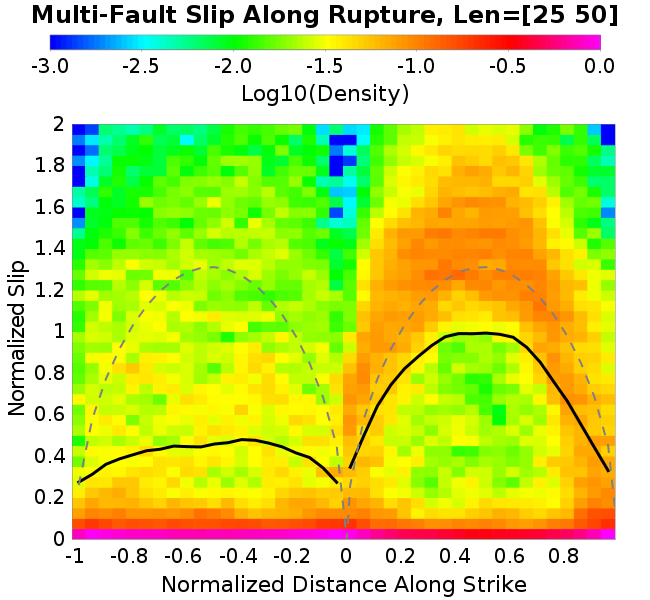 Multi-Fault Slip Along Rupture, Len=[25 50]
-3.0 -2.5 -2.0 -1.5 -1.0 -0.5 0.0
Log10(Density)
2
1.8
1.6
1.4
1.2
1
0.8
0.6
0.4
0.2
0
Normalized Slip
-1 -0.8 -0.6 -0.4 -0.2 0 0.2 0.4 0.6 0.8
Normalized Distance Along Strike